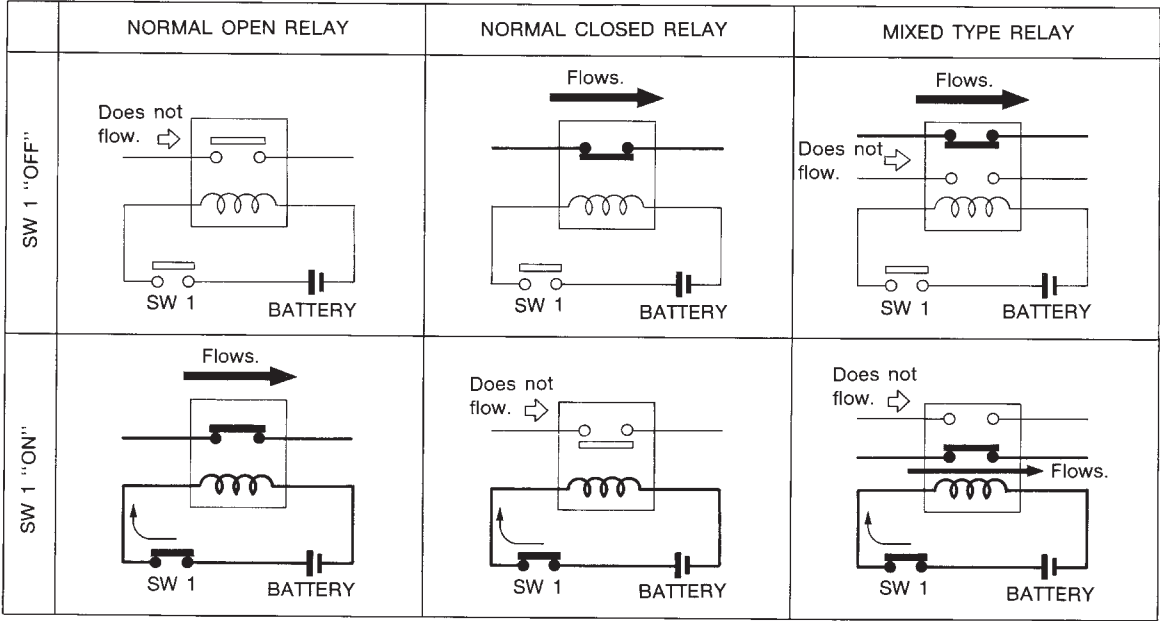 NORMAL OPEN RELAY
NORMAL CLOSED RELAY
MIXED TYPE RELAY
SW 1 "OFF"
Does not
flow.
SW 1
BATTERY
Flows.
SW 1
BATTERY
Flows.
Does not
flow.
SW 1
BATTERY
SW 1 "ON"
Flows.
SW 1
BATTERY
Does not
flow.
SW 1
BATTERY
Does not
flow.
Flows.
SW 1
BATTERY